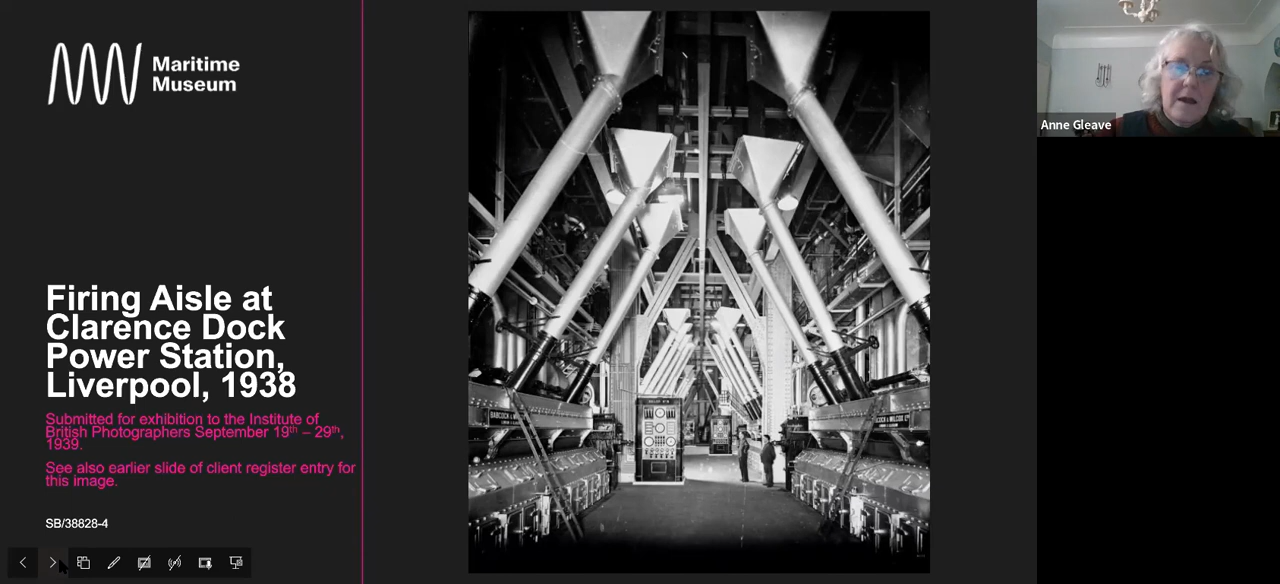 Maritime
Museum
Firing Aisle at
Clarence Dock
Power Station,
Liverpool, 1938
Submitted for exhibition to the Institute of
British Photographers September 19th – 29th,
1939.
See also earlier slide of client register entry for
this image.
SB/38828-4
Anne Gleave
BABCOCK &